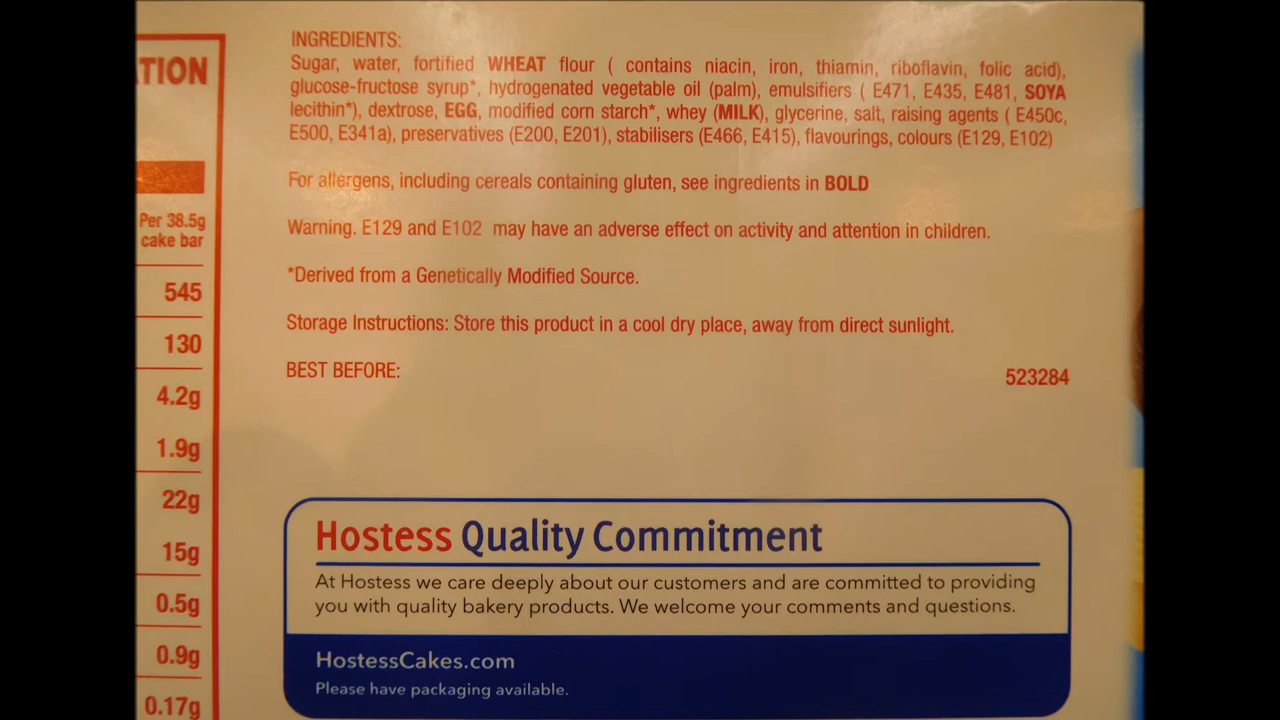 TION
Per 38.5g
cake bar
545
130
4.2g
1.9g
22g
15g
0.5g
0.9g
0.17g
INGREDIENTS:
Sugar, water, fortified WHEAT flour ( contains niacin, iron, thiamin, riboflavin, folic acid),
glucose-fructose syrup*, hydrogenated vegetable oil (palm), emulsifiers ( E471, E435, E481, SOYA
lecithin*), dextrose, EGG, modified corn starch*, whey (MILK), glycerine, salt, raising agents ( E450c,
E500, E341a), preservatives (E200, E201), stabilisers (E466, E415), flavourings, colours (E129, E102)
For allergens, including cereals containing gluten, see ingredients in BOLD
Warning. E129 and E102 may have an adverse effect on activity and attention in children.
*Derived from a Genetically Modified Source.
Storage Instructions: Store this product in a cool dry place, away from direct sunlight.
BEST BEFORE:
523284
Hostess Quality Commitment
At Hostess we care deeply about our customers and are committed to providing
you with quality bakery products. We welcome your comments and questions.
HostessCakes.com
Please have packaging available.